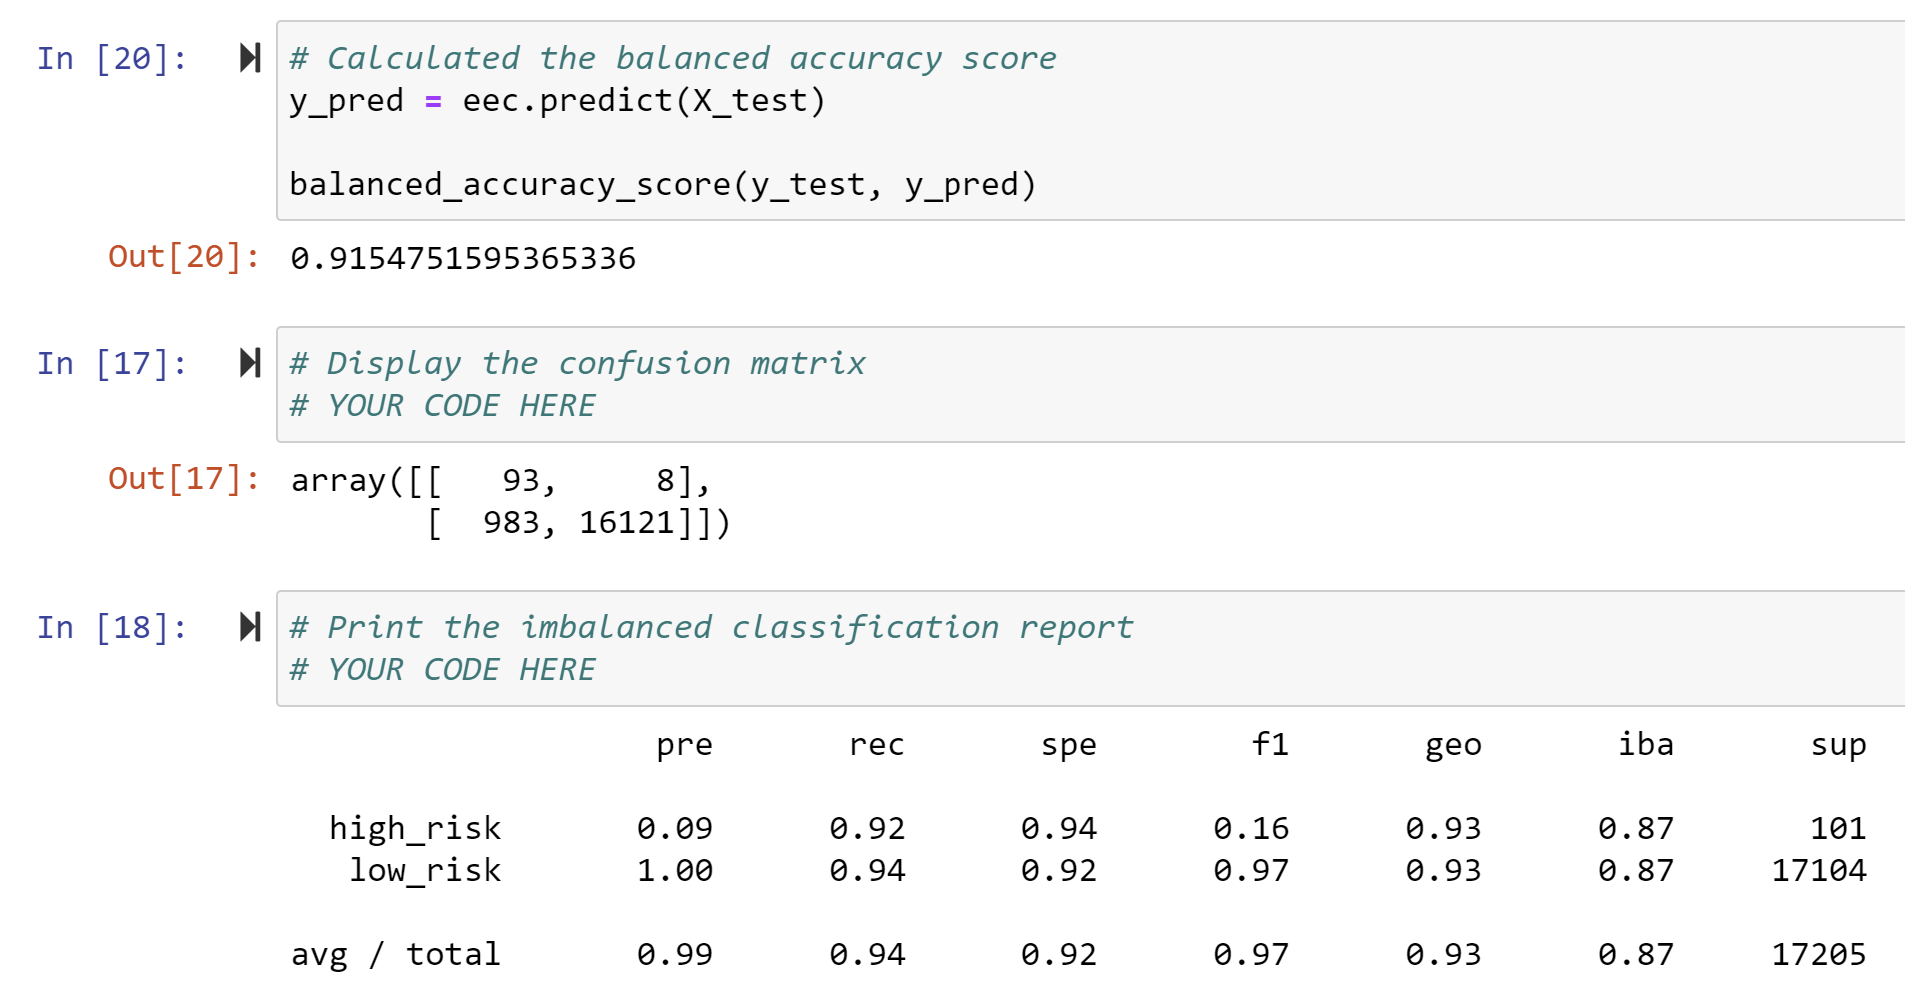 In [20]: # Calculated the balanced accuracy score
y_pred = eec.predict(X_test)
balanced_accuracy_score(y_test, y_pred)
Out[20]: 0.9154751595365336
In [17]: # Display the confusion matrix
# YOUR CODE HERE
Out[17]: array([[   93,     8],
[  983, 16121]])
In [18]: # Print the imbalanced classification report
# YOUR CODE HERE
pre rec spe f1 geo iba sup
high_risk 0.09 0.92 0.94 0.16 0.93 0.87 101
low_risk 1.00 0.94 0.92 0.97 0.93 0.87 17104
avg / total 0.99 0.94 0.92 0.97 0.93 0.87 17205